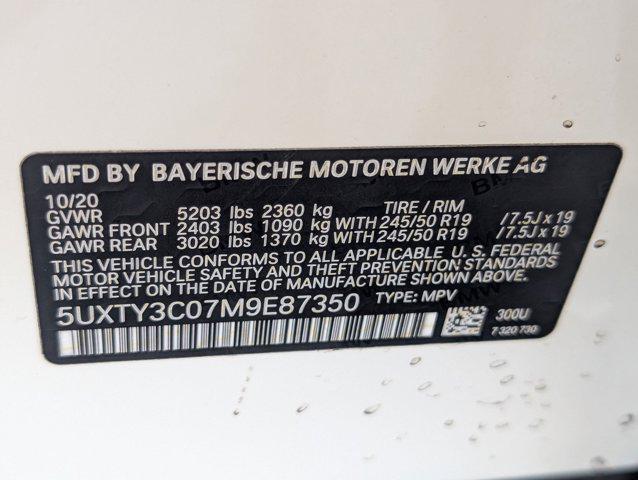 MFD BY BAYERISCHE MOTOREN WERKE AG
10/20 TIRE / RIM
GVWR 5203 lbs 2360 kg
GAWR FRONT 2403 lbs 1090 kg WITH 245/50 R19 / 7.5J x 19
GAWR REAR 3020 lbs 1370 kg WITH 245/50 R19 / 7.5J x 19
THIS VEHICLE CONFORMS TO ALL APPLICABLE U. S. FEDERAL
MOTOR VEHICLE SAFETY AND THEFT PREVENTION STANDARDS
IN EFFECT ON THE DATE OF MANUFACTURE SHOWN ABOVE.
5UXTY3C07M9E87350 TYPE: MPV
300U
7 320 730